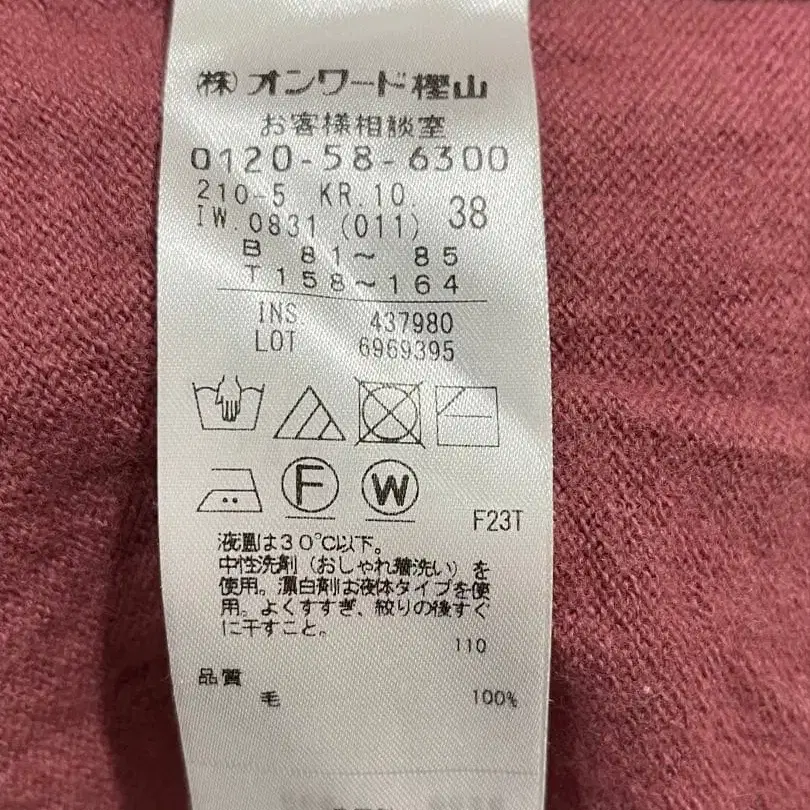 (株)オンワード樫山
お客様相談室
0120-58-6300
210-5 KR.10.
IW.0831 (011) 38
B 81〜 85
T158〜164
INS. 437980
LOT 6969395
F W
F23T
液温は30℃以下。
中性洗剤(おしゃれ着洗い)を
使用。漂白剤は液体タイプを使
用。よくすすぎ、絞りの後すぐ
に干すこと。
110
品質
毛 100%